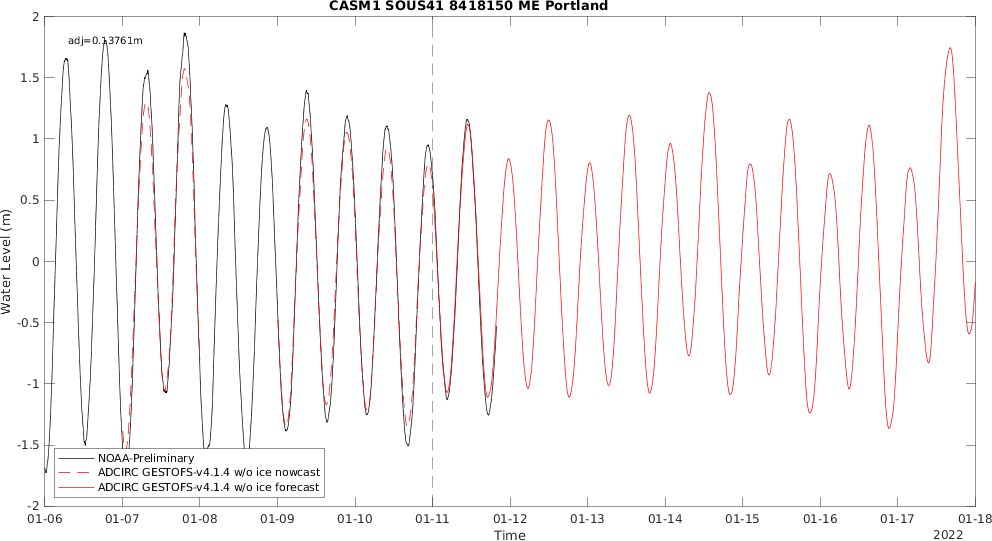 CASM1 SOUS41 8418150 ME Portland
adj=0.13761m
Water Level (m)
2
1.5
1
0.5
0
-0.5
-1
-1.5
-2
NOAA-Preliminary
ADCIRC GESTOFS-v4.1.4 w/o ice nowcast
ADCIRC GESTOFS-v4.1.4 w/o ice forecast
01-06 01-07 01-08 01-09 01-10 01-11 01-12 01-13 01-14 01-15 01-16 01-17 01-18
Time
2022